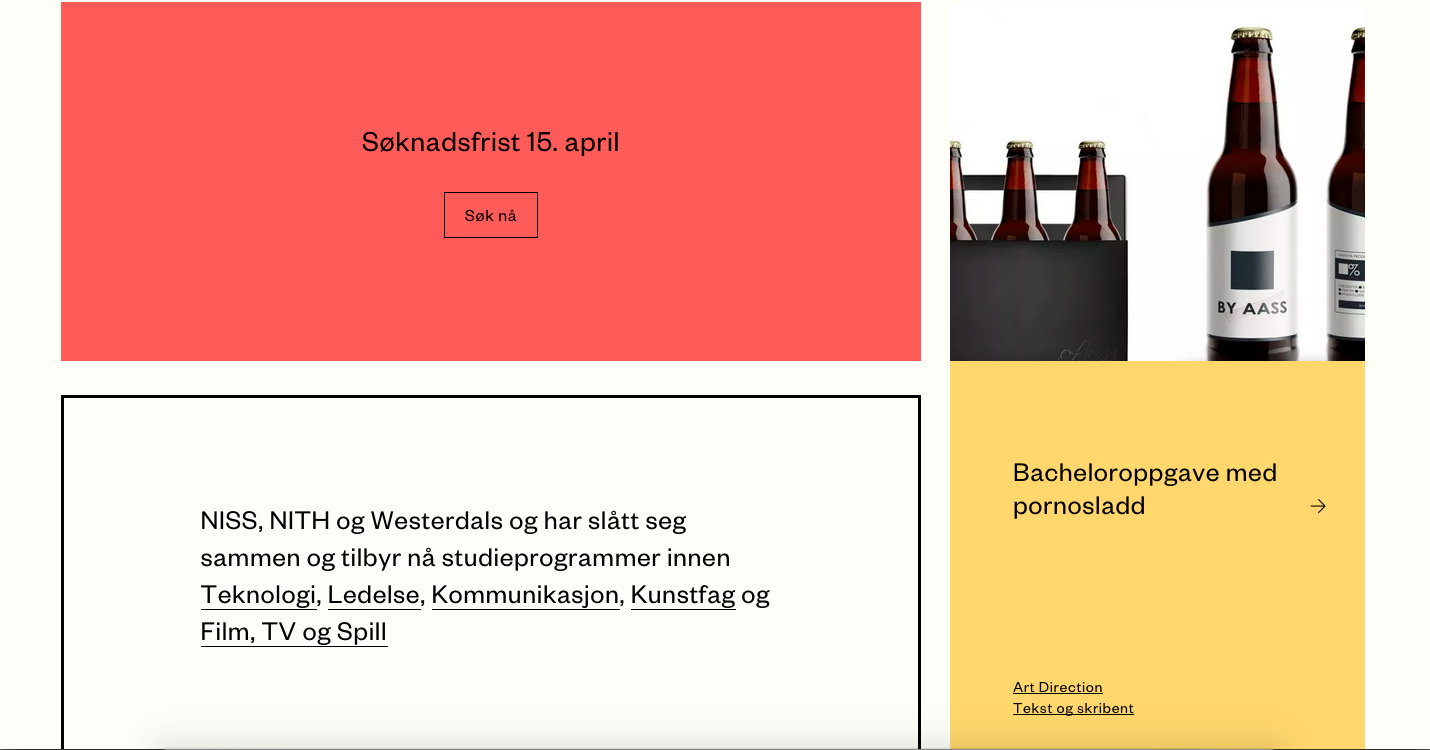 Søknadsfrist 15. april
Søk nå
NISS, NITH og Westerdals og har slått seg
sammen og tilbyr nå studieprogrammer innen
Teknologi, Ledelse, Kommunikasjon, Kunstfag og
Film, TV og Spill
BY AASS
%
Bacheloroppgave med
pornosladd
→
Art Direction
Tekst og skribent